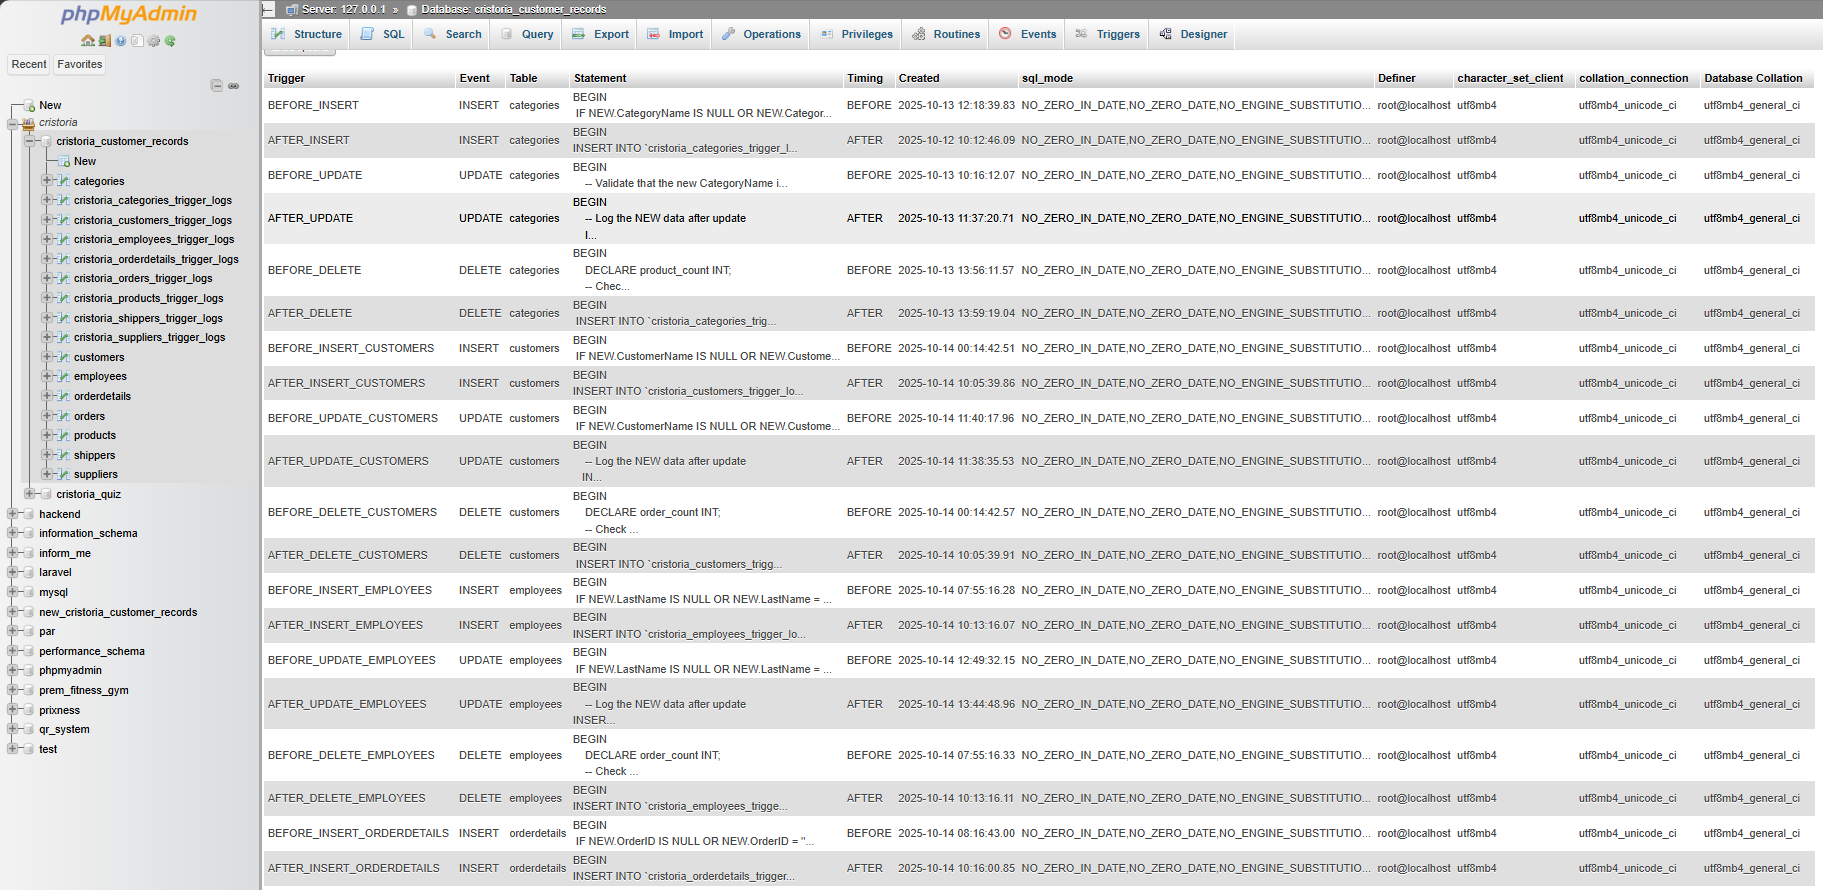 phpMyAdmin
Recent Favorites
New
cristoria
cristoria_customer_records
New
categories
cristoria_categories_trigger_logs
cristoria_customers_trigger_logs
cristoria_employees_trigger_logs
cristoria_orderdetails_trigger_logs
cristoria_orders_trigger_logs
cristoria_products_trigger_logs
cristoria_shippers_trigger_logs
cristoria_suppliers_trigger_logs
customers
employees
orderdetails
orders
products
shippers
suppliers
cristoria_quiz
hackend
information_schema
inform_me
laravel
mysql
new_cristoria_customer_records
par
performance_schema
phpmyadmin
prem_fitness_gym
prixness
qr_system
test
Server: 127.0.0.1 » Database: cristoria_customer_records
Structure SQL Search Query Export Import Operations Privileges Routines Events Triggers Designer
Trigger Event Table Statement Timing Created sql_mode Definer character_set_client collation_connection Database Collation
BEGIN
BEFORE_INSERT INSERT categories IF NEW.CategoryName IS NULL OR NEW.Categor... BEFORE 2025-10-13 12:18:39.83 NO_ZERO_IN_DATE,NO_ZERO_DATE,NO_ENGINE_SUBSTITUTIO... root@localhost utf8mb4 utf8mb4_unicode_ci utf8mb4_general_ci
BEGIN
AFTER_INSERT INSERT categories INSERT INTO `cristoria_categories_trigger_l... AFTER 2025-10-12 10:12:46.09 NO_ZERO_IN_DATE,NO_ZERO_DATE,NO_ENGINE_SUBSTITUTIO... root@localhost utf8mb4 utf8mb4_unicode_ci utf8mb4_general_ci
BEGIN
BEFORE_UPDATE UPDATE categories -- Validate that the new CategoryName i... BEFORE 2025-10-13 10:16:12.07 NO_ZERO_IN_DATE,NO_ZERO_DATE,NO_ENGINE_SUBSTITUTIO... root@localhost utf8mb4 utf8mb4_unicode_ci utf8mb4_general_ci
BEGIN
AFTER_UPDATE UPDATE categories -- Log the NEW data after update AFTER 2025-10-13 11:37:20.71 NO_ZERO_IN_DATE,NO_ZERO_DATE,NO_ENGINE_SUBSTITUTIO... root@localhost utf8mb4 utf8mb4_unicode_ci utf8mb4_general_ci
I...
BEGIN
BEFORE_DELETE DELETE categories DECLARE product_count INT; BEFORE 2025-10-13 13:56:11.57 NO_ZERO_IN_DATE,NO_ZERO_DATE,NO_ENGINE_SUBSTITUTIO... root@localhost utf8mb4 utf8mb4_unicode_ci utf8mb4_general_ci
-- Chec...
BEGIN
AFTER_DELETE DELETE categories INSERT INTO `cristoria_categories_trig... AFTER 2025-10-13 13:59:19.04 NO_ZERO_IN_DATE,NO_ZERO_DATE,NO_ENGINE_SUBSTITUTIO... root@localhost utf8mb4 utf8mb4_unicode_ci utf8mb4_general_ci
BEGIN
BEFORE_INSERT_CUSTOMERS INSERT customers IF NEW.CustomerName IS NULL OR NEW.Custome... BEFORE 2025-10-14 00:14:42.51 NO_ZERO_IN_DATE,NO_ZERO_DATE,NO_ENGINE_SUBSTITUTIO... root@localhost utf8mb4 utf8mb4_unicode_ci utf8mb4_general_ci
BEGIN
AFTER_INSERT_CUSTOMERS INSERT customers INSERT INTO `cristoria_customers_trigger_lo... AFTER 2025-10-14 10:05:39.86 NO_ZERO_IN_DATE,NO_ZERO_DATE,NO_ENGINE_SUBSTITUTIO... root@localhost utf8mb4 utf8mb4_unicode_ci utf8mb4_general_ci
BEGIN
BEFORE_UPDATE_CUSTOMERS UPDATE customers IF NEW.CustomerName IS NULL OR NEW.Custome... BEFORE 2025-10-14 11:40:17.96 NO_ZERO_IN_DATE,NO_ZERO_DATE,NO_ENGINE_SUBSTITUTIO... root@localhost utf8mb4 utf8mb4_unicode_ci utf8mb4_general_ci
BEGIN
AFTER_UPDATE_CUSTOMERS UPDATE customers -- Log the NEW data after update AFTER 2025-10-14 11:38:35.53 NO_ZERO_IN_DATE,NO_ZERO_DATE,NO_ENGINE_SUBSTITUTIO... root@localhost utf8mb4 utf8mb4_unicode_ci utf8mb4_general_ci
IN...
BEGIN
BEFORE_DELETE_CUSTOMERS DELETE customers DECLARE order_count INT; BEFORE 2025-10-14 00:14:42.57 NO_ZERO_IN_DATE,NO_ZERO_DATE,NO_ENGINE_SUBSTITUTIO... root@localhost utf8mb4 utf8mb4_unicode_ci utf8mb4_general_ci
-- Check ...
BEGIN
AFTER_DELETE_CUSTOMERS DELETE customers INSERT INTO `cristoria_customers_trigg... AFTER 2025-10-14 10:05:39.91 NO_ZERO_IN_DATE,NO_ZERO_DATE,NO_ENGINE_SUBSTITUTIO... root@localhost utf8mb4 utf8mb4_unicode_ci utf8mb4_general_ci
BEGIN
BEFORE_INSERT_EMPLOYEES INSERT employees IF NEW.LastName IS NULL OR NEW.LastName = ... BEFORE 2025-10-14 07:55:16.28 NO_ZERO_IN_DATE,NO_ZERO_DATE,NO_ENGINE_SUBSTITUTIO... root@localhost utf8mb4 utf8mb4_unicode_ci utf8mb4_general_ci
BEGIN
AFTER_INSERT_EMPLOYEES INSERT employees INSERT INTO `cristoria_employees_trigger_lo... AFTER 2025-10-14 10:13:16.07 NO_ZERO_IN_DATE,NO_ZERO_DATE,NO_ENGINE_SUBSTITUTIO... root@localhost utf8mb4 utf8mb4_unicode_ci utf8mb4_general_ci
BEGIN
BEFORE_UPDATE_EMPLOYEES UPDATE employees IF NEW.LastName IS NULL OR NEW.LastName = ... BEFORE 2025-10-14 12:49:32.15 NO_ZERO_IN_DATE,NO_ZERO_DATE,NO_ENGINE_SUBSTITUTIO... root@localhost utf8mb4 utf8mb4_unicode_ci utf8mb4_general_ci
BEGIN
AFTER_UPDATE_EMPLOYEES UPDATE employees -- Log the NEW data after update AFTER 2025-10-14 13:44:48.96 NO_ZERO_IN_DATE,NO_ZERO_DATE,NO_ENGINE_SUBSTITUTIO... root@localhost utf8mb4 utf8mb4_unicode_ci utf8mb4_general_ci
INSER...
BEGIN
BEFORE_DELETE_EMPLOYEES DELETE employees DECLARE order_count INT; BEFORE 2025-10-14 07:55:16.33 NO_ZERO_IN_DATE,NO_ZERO_DATE,NO_ENGINE_SUBSTITUTIO... root@localhost utf8mb4 utf8mb4_unicode_ci utf8mb4_general_ci
-- Check ...
BEGIN
AFTER_DELETE_EMPLOYEES DELETE employees INSERT INTO `cristoria_employees_trigge... AFTER 2025-10-14 10:13:16.11 NO_ZERO_IN_DATE,NO_ZERO_DATE,NO_ENGINE_SUBSTITUTIO... root@localhost utf8mb4 utf8mb4_unicode_ci utf8mb4_general_ci
BEGIN
BEFORE_INSERT_ORDERDETAILS INSERT orderdetails IF NEW.OrderID IS NULL OR NEW.OrderID = ''... BEFORE 2025-10-14 08:16:43.00 NO_ZERO_IN_DATE,NO_ZERO_DATE,NO_ENGINE_SUBSTITUTIO... root@localhost utf8mb4 utf8mb4_unicode_ci utf8mb4_general_ci
BEGIN
AFTER_INSERT_ORDERDETAILS INSERT orderdetails INSERT INTO `cristoria_orderdetails_trigger... AFTER 2025-10-14 10:16:00.85 NO_ZERO_IN_DATE,NO_ZERO_DATE,NO_ENGINE_SUBSTITUTIO... root@localhost utf8mb4 utf8mb4_unicode_ci utf8mb4_general_ci